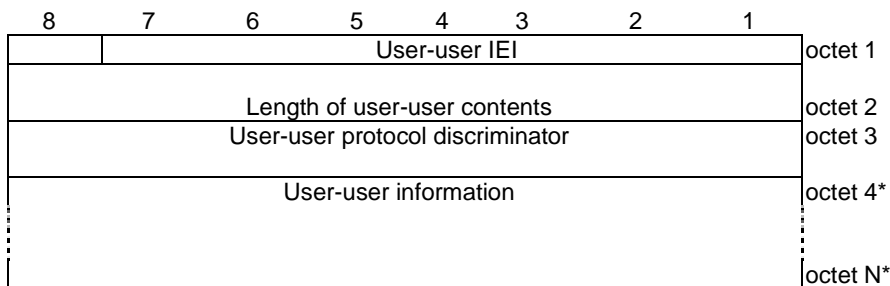 8 7 6 5 4 3 2 1
User-user IEI octet 1
Length of user-user contents octet 2
User-user protocol discriminator octet 3
User-user information octet 4*
octet N*